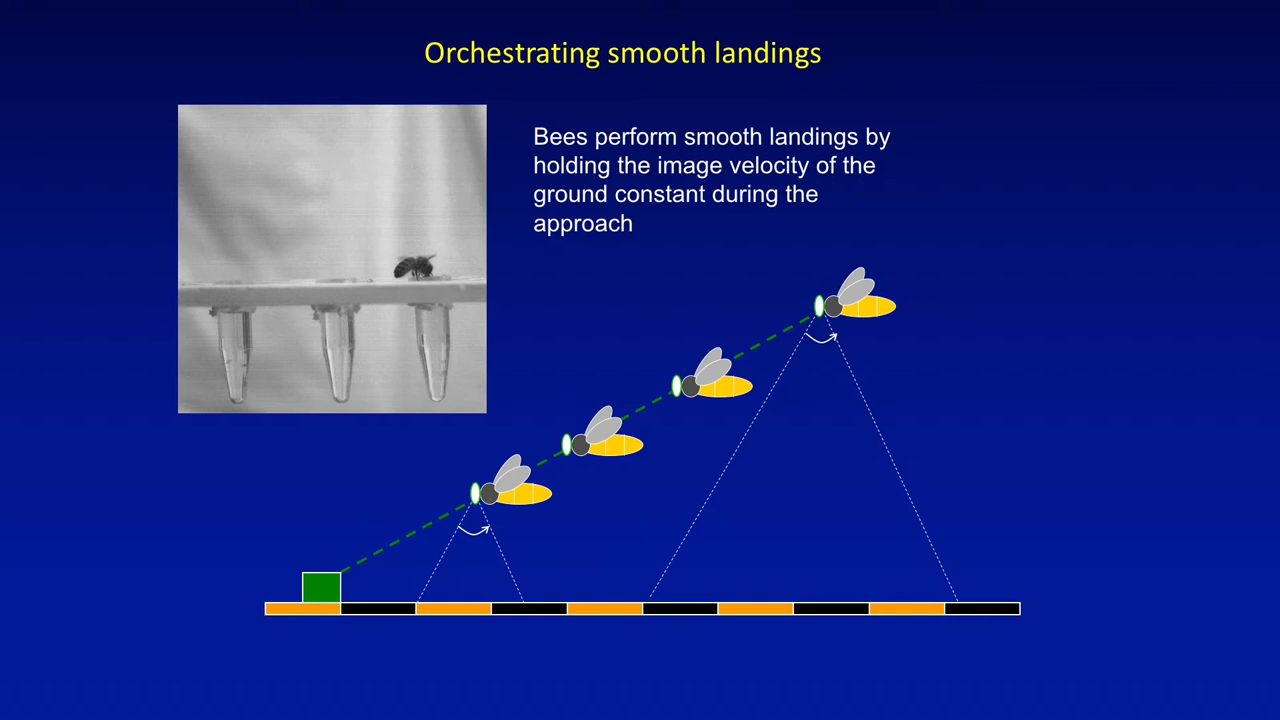 Orchestrating smooth landings
Bees perform smooth landings by
holding the image velocity of the
ground constant during the
approach